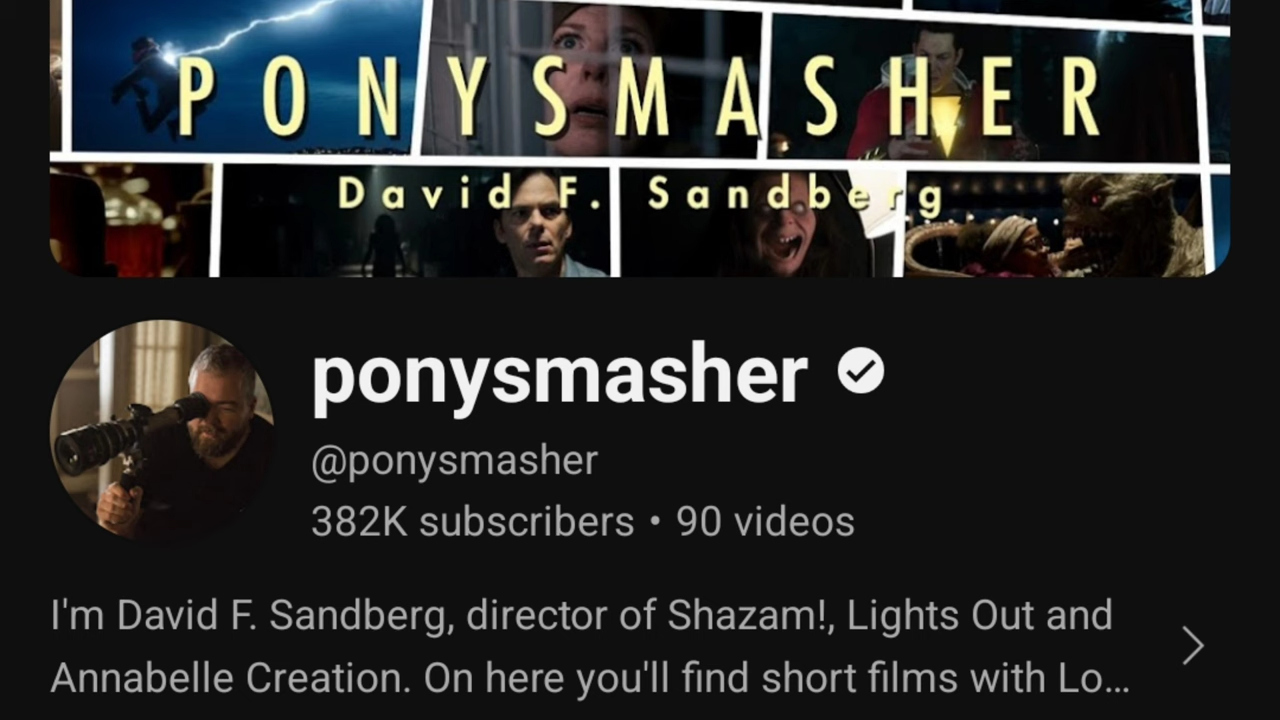 PONYSMASHER
David F. Sandberg
ponysmasher
@ponysmasher
382K subscribers • 90 videos
I'm David F. Sandberg, director of Shazam!, Lights Out and
Annabelle Creation. On here you'll find short films with Lo...